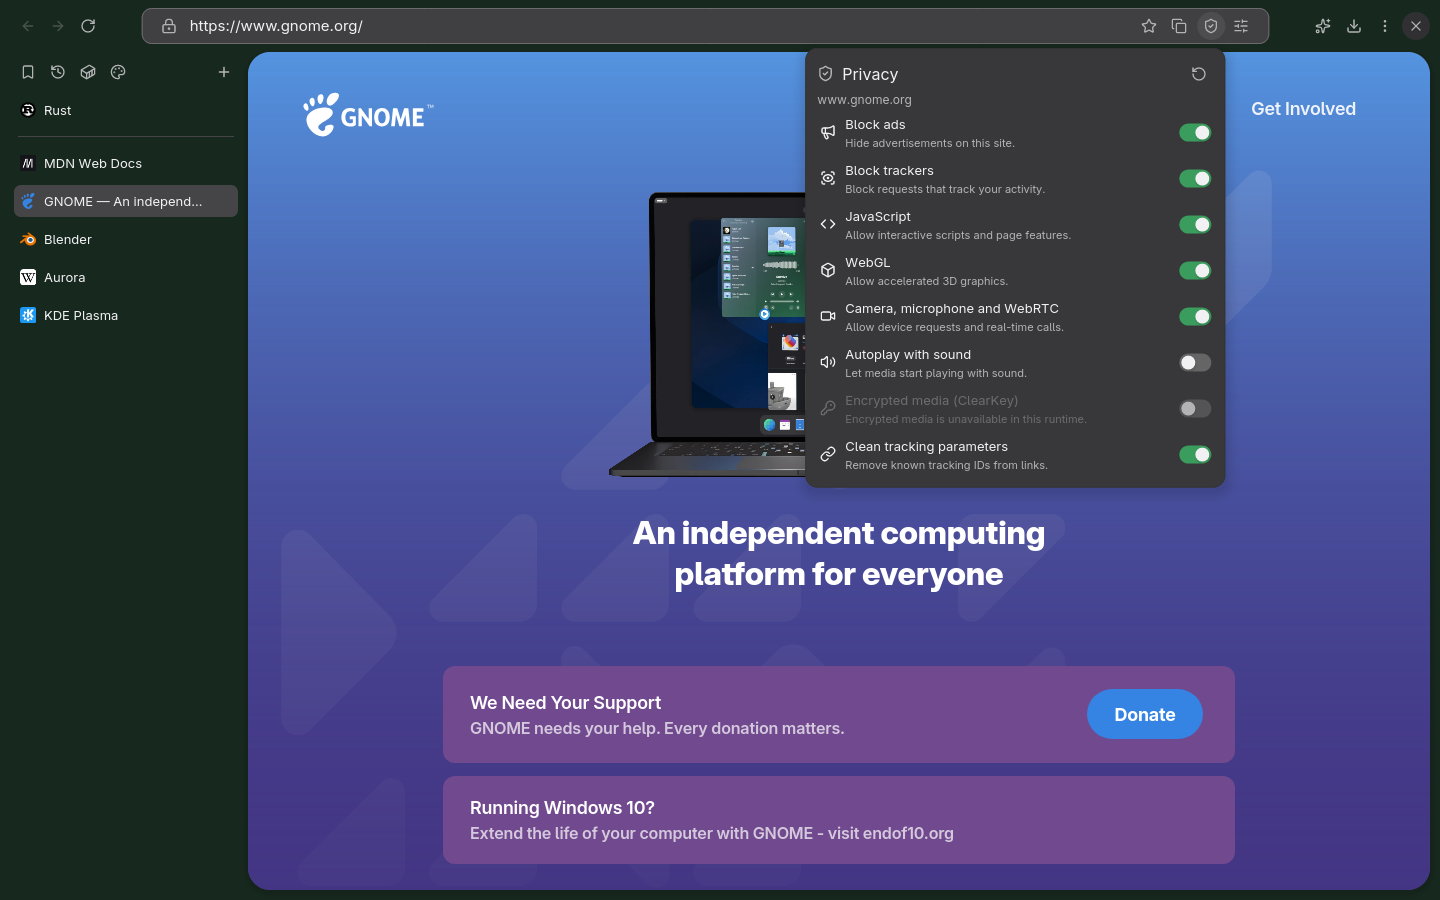 https://www.gnome.org/
Rust
MDN Web Docs
GNOME — An independ...
Blender
Aurora
KDE Plasma
GNOME™
Get Involved
Privacy
www.gnome.org
Block ads
Hide advertisements on this site.
Block trackers
Block requests that track your activity.
JavaScript
Allow interactive scripts and page features.
WebGL
Allow accelerated 3D graphics.
Camera, microphone and WebRTC
Allow device requests and real-time calls.
Autoplay with sound
Let media start playing with sound.
Encrypted media (ClearKey)
Encrypted media is unavailable in this runtime.
Clean tracking parameters
Remove known tracking IDs from links.
An independent computing
platform for everyone
We Need Your Support
GNOME needs your help. Every donation matters.
Donate
Running Windows 10?
Extend the life of your computer with GNOME - visit endof10.org